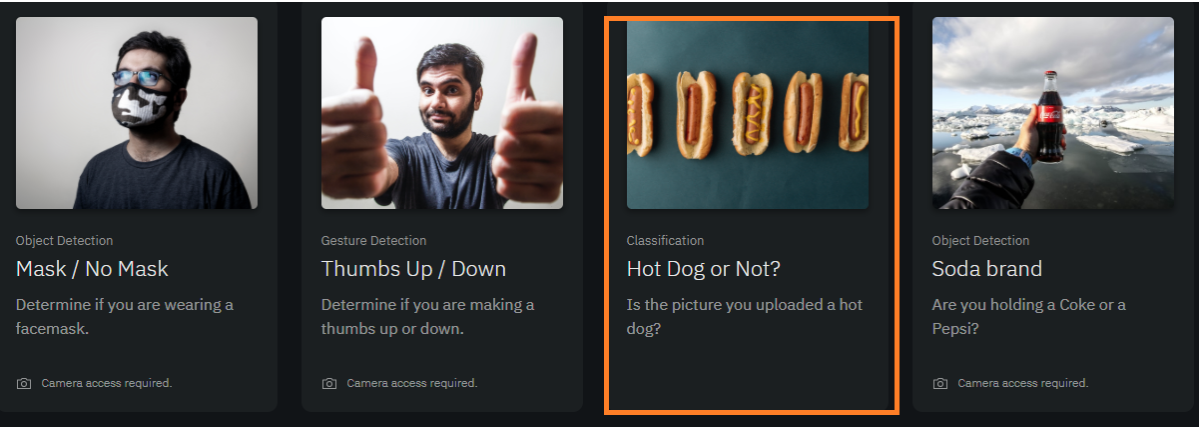 Object Detection
Mask / No Mask
Determine if you are wearing a
facemask.
Camera access required.
Gesture Detection
Thumbs Up / Down
Determine if you are making a
thumbs up or down.
Camera access required.
Classification
Hot Dog or Not?
Is the picture you uploaded a hot
dog?
Object Detection
Soda brand
Are you holding a Coke or a
Pepsi?
Camera access required.